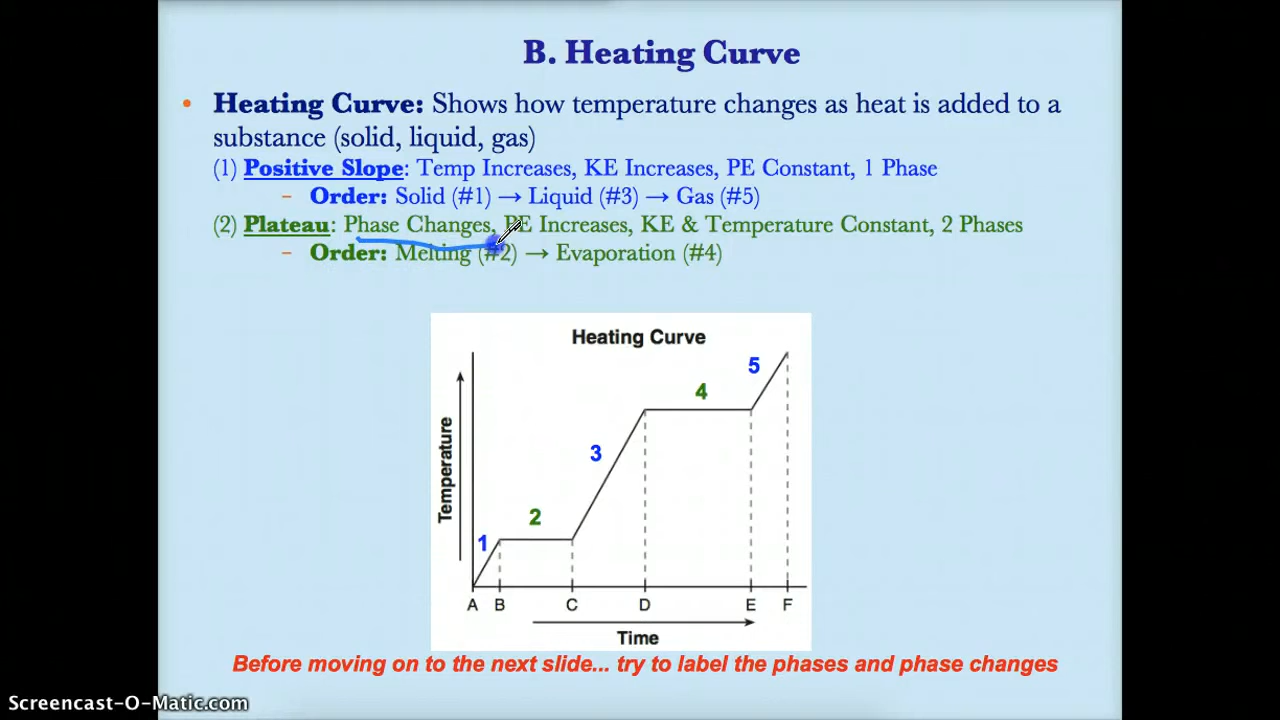 B. Heating Curve
• Heating Curve: Shows how temperature changes as heat is added to a
substance (solid, liquid, gas)
(1) Positive Slope: Temp Increases, KE Increases, PE Constant, 1 Phase
– Order: Solid (#1) → Liquid (#3) → Gas (#5)
(2) Plateau: Phase Changes, PE Increases, KE & Temperature Constant, 2 Phases
– Order: Melting (#2) → Evaporation (#4)
Heating Curve
5
4
3
2
1
Temperature
A B C D E F
Time
Before moving on to the next slide... try to label the phases and phase changes
Screencast-O-Matic.com